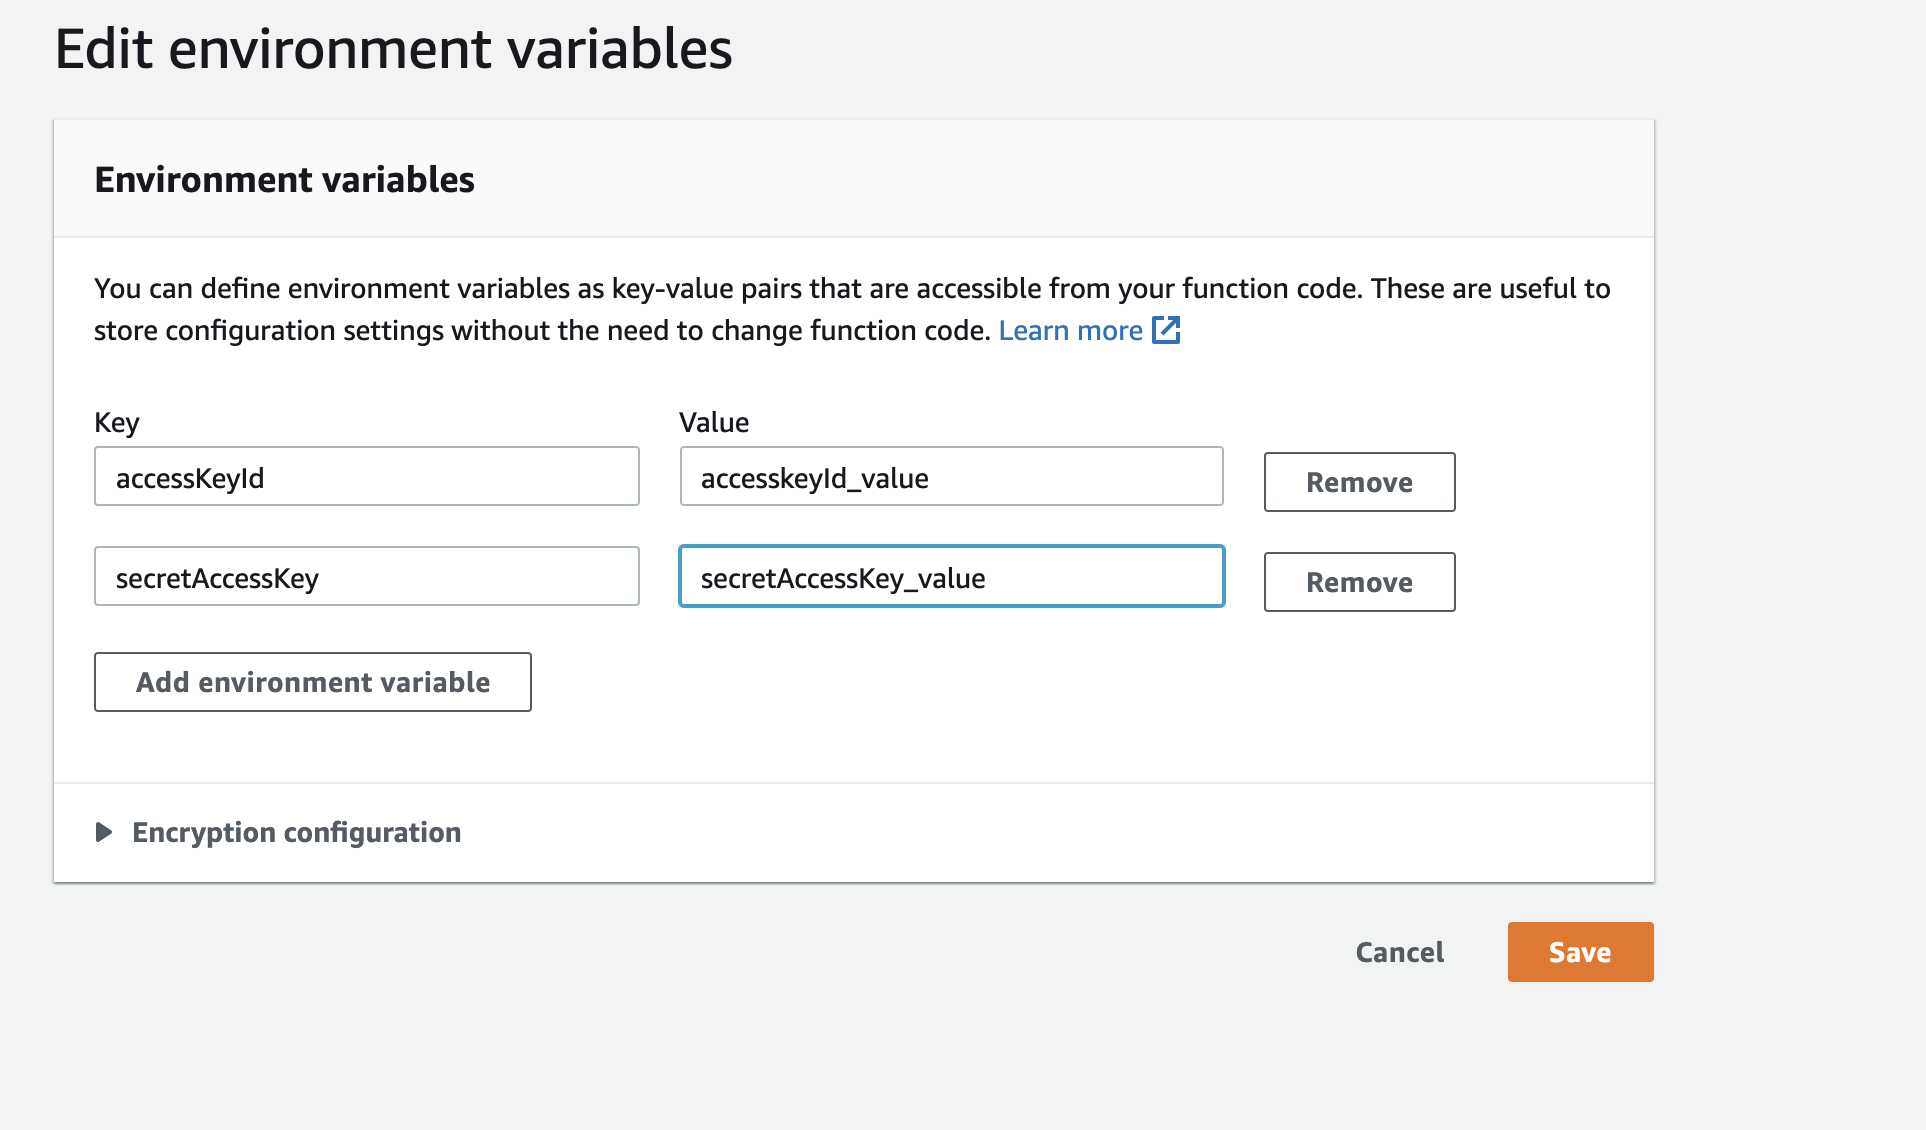 Edit environment variables
Environment variables
You can define environment variables as key-value pairs that are accessible from your function code. These are useful to
store configuration settings without the need to change function code. Learn more
Key Value
accessKeyId accesskeyId_value Remove
secretAccessKey secretAccessKey_value Remove
Add environment variable
Encryption configuration
Cancel Save